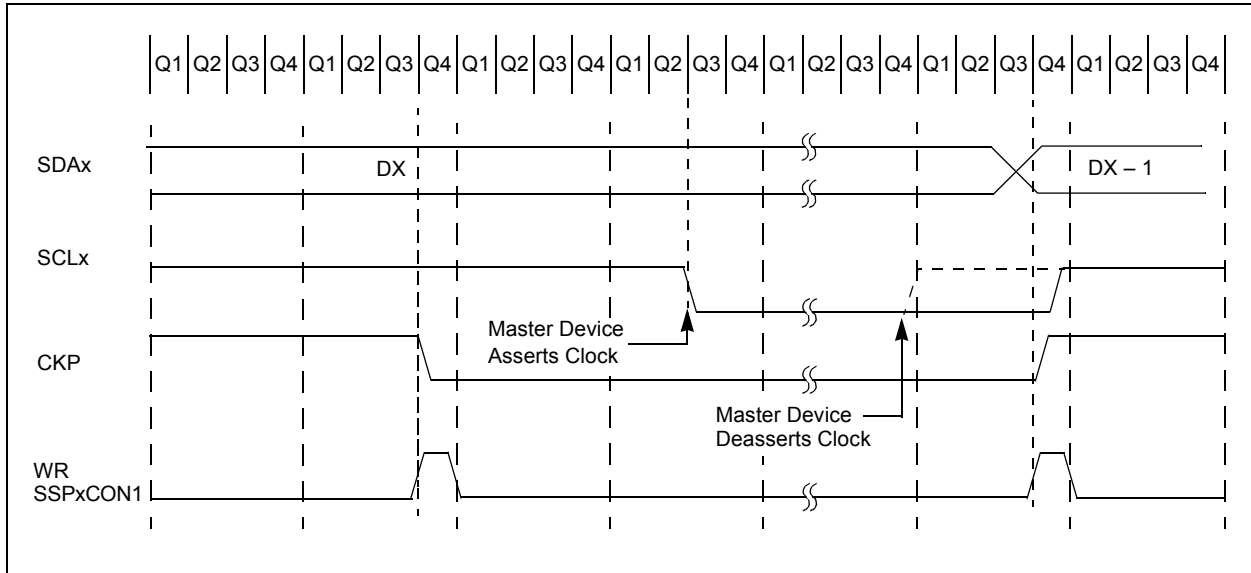 Q1 Q2 Q3 Q4 Q1 Q2 Q3 Q4 Q1 Q2 Q3 Q4 Q1 Q2 Q3 Q4 Q1 Q2 Q3 Q4 Q1 Q2 Q3 Q4 Q1 Q2 Q3 Q4
SDAx
DX
DX – 1
SCLx
Master Device
Asserts Clock
CKP
Master Device
Deasserts Clock
WR
SSPxCON1